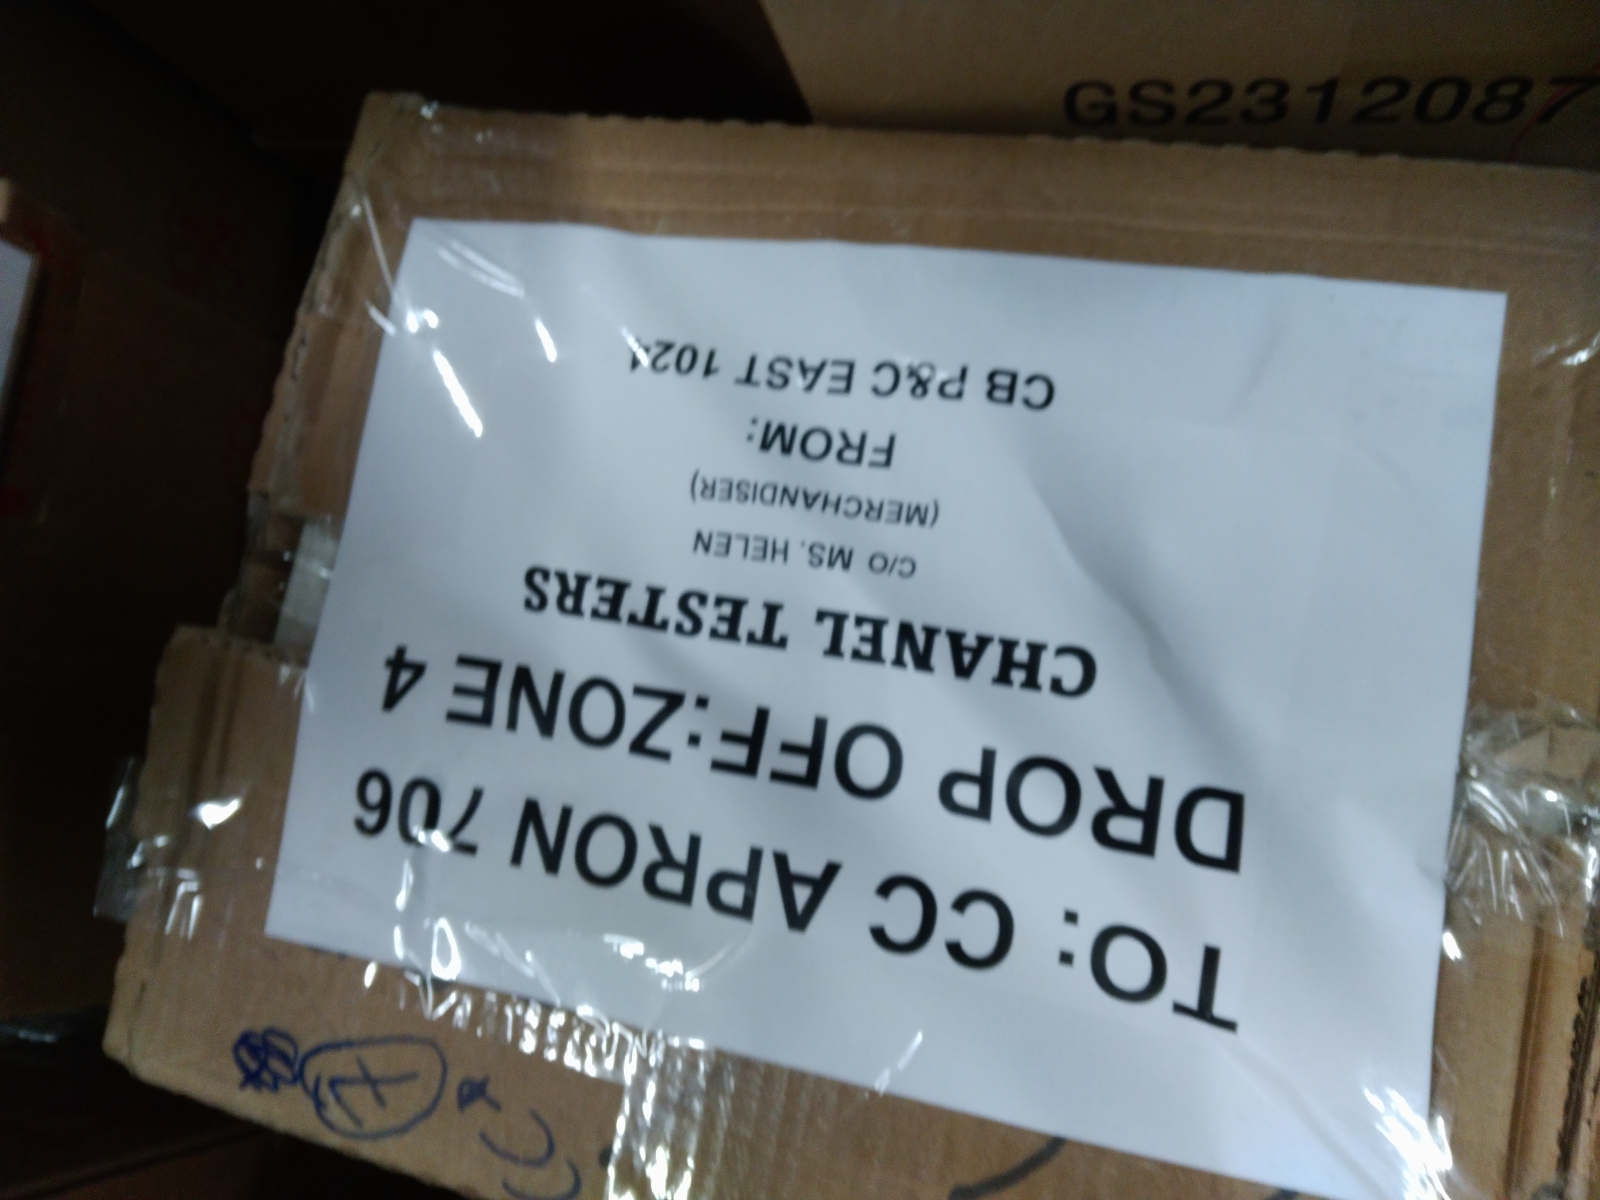 TO: CC APRON 706
DROP OFF:ZONE 4
CHANEL TESTERS
C/O MS. HELEN
(MERCHANDISER)
FROM:
CB P&C EAST 1024
GS2312087